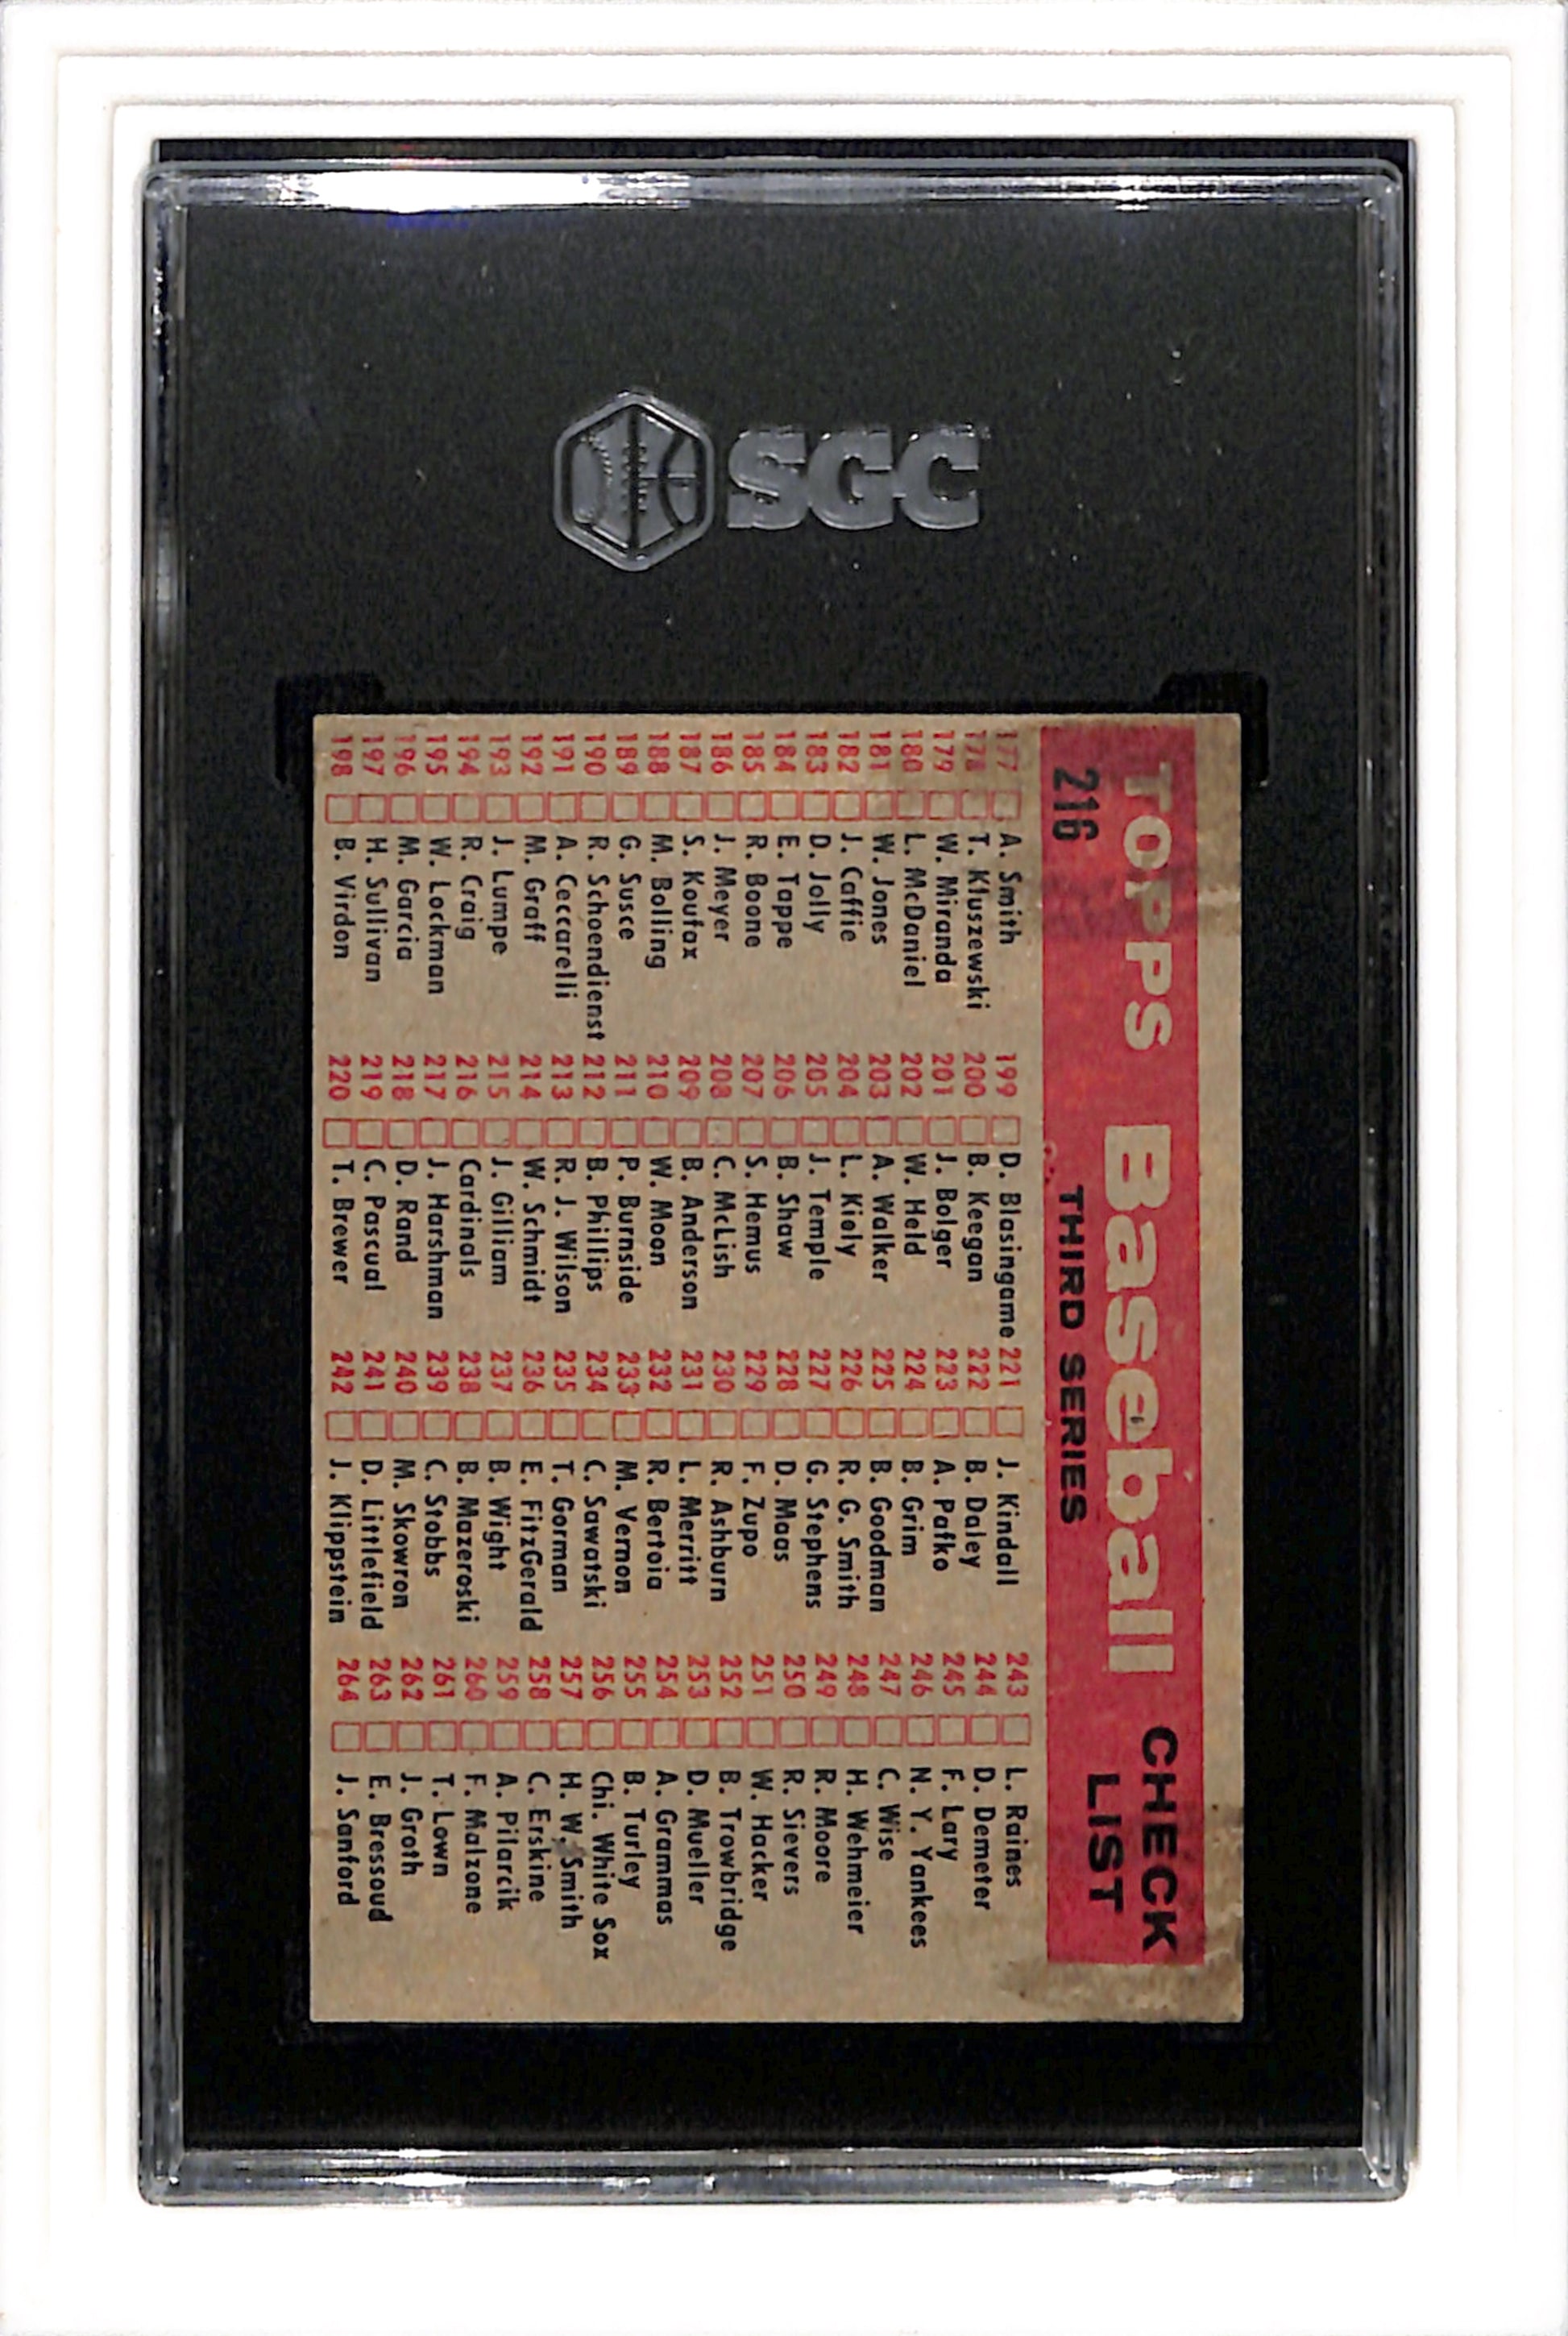 SGC
TOPPS Baseball CHECK LIST
216 THIRD SERIES
177 A. Smith
178 T. Kluszewski
179 W. Miranda
180 L. McDaniel
181 W. Jones
182 J. Caffie
183 D. Jolly
184 E. Tappe
185 R. Boone
186 J. Meyer
187 S. Koufax
188 M. Bolling
189 G. Susce
190 R. Schoendienst
191 A. Ceccarelli
192 M. Graff
193 J. Lumpe
194 R. Craig
195 W. Lockman
196 M. Garcia
197 H. Sullivan
198 B. Virdon
199 D. Blasingame
200 B. Keegan
201 J. Bolger
202 W. Held
203 A. Walker
204 L. Kiely
205 J. Temple
206 B. Shaw
207 S. Hemus
208 C. McLish
209 B. Anderson
210 W. Moon
211 P. Burnside
212 B. Phillips
213 R. J. Wilson
214 W. Schmidt
215 J. Gilliam
216 Cardinals
217 J. Harshman
218 D. Rand
219 C. Pascual
220 T. Brewer
221 J. Kindall
222 B. Daley
223 A. Pafko
224 B. Grim
225 B. Goodman
226 R. G. Smith
227 G. Stephens
228 D. Maas
229 F. Zupo
230 R. Ashburn
231 L. Merritt
232 R. Bertoia
233 M. Vernon
234 C. Sawatski
235 T. Gorman
236 E. FitzGerald
237 B. Wight
238 B. Mazeroski
239 C. Stobbs
240 M. Skowron
241 D. Littlefield
242 J. Klippstein
243 L. Raines
244 D. Demeter
245 F. Lary
246 N. Y. Yankees
247 C. Wise
248 H. Wehmeier
249 R. Moore
250 R. Sievers
251 W. Hacker
252 B. Trowbridge
253 D. Mueller
254 A. Grammas
255 B. Turley
256 Chi. White Sox
257 H. W. Smith
258 C. Erskine
259 A. Pilarcik
260 F. Malzone
261 T. Lown
262 J. Groth
263 E. Bressoud
264 J. Sanford